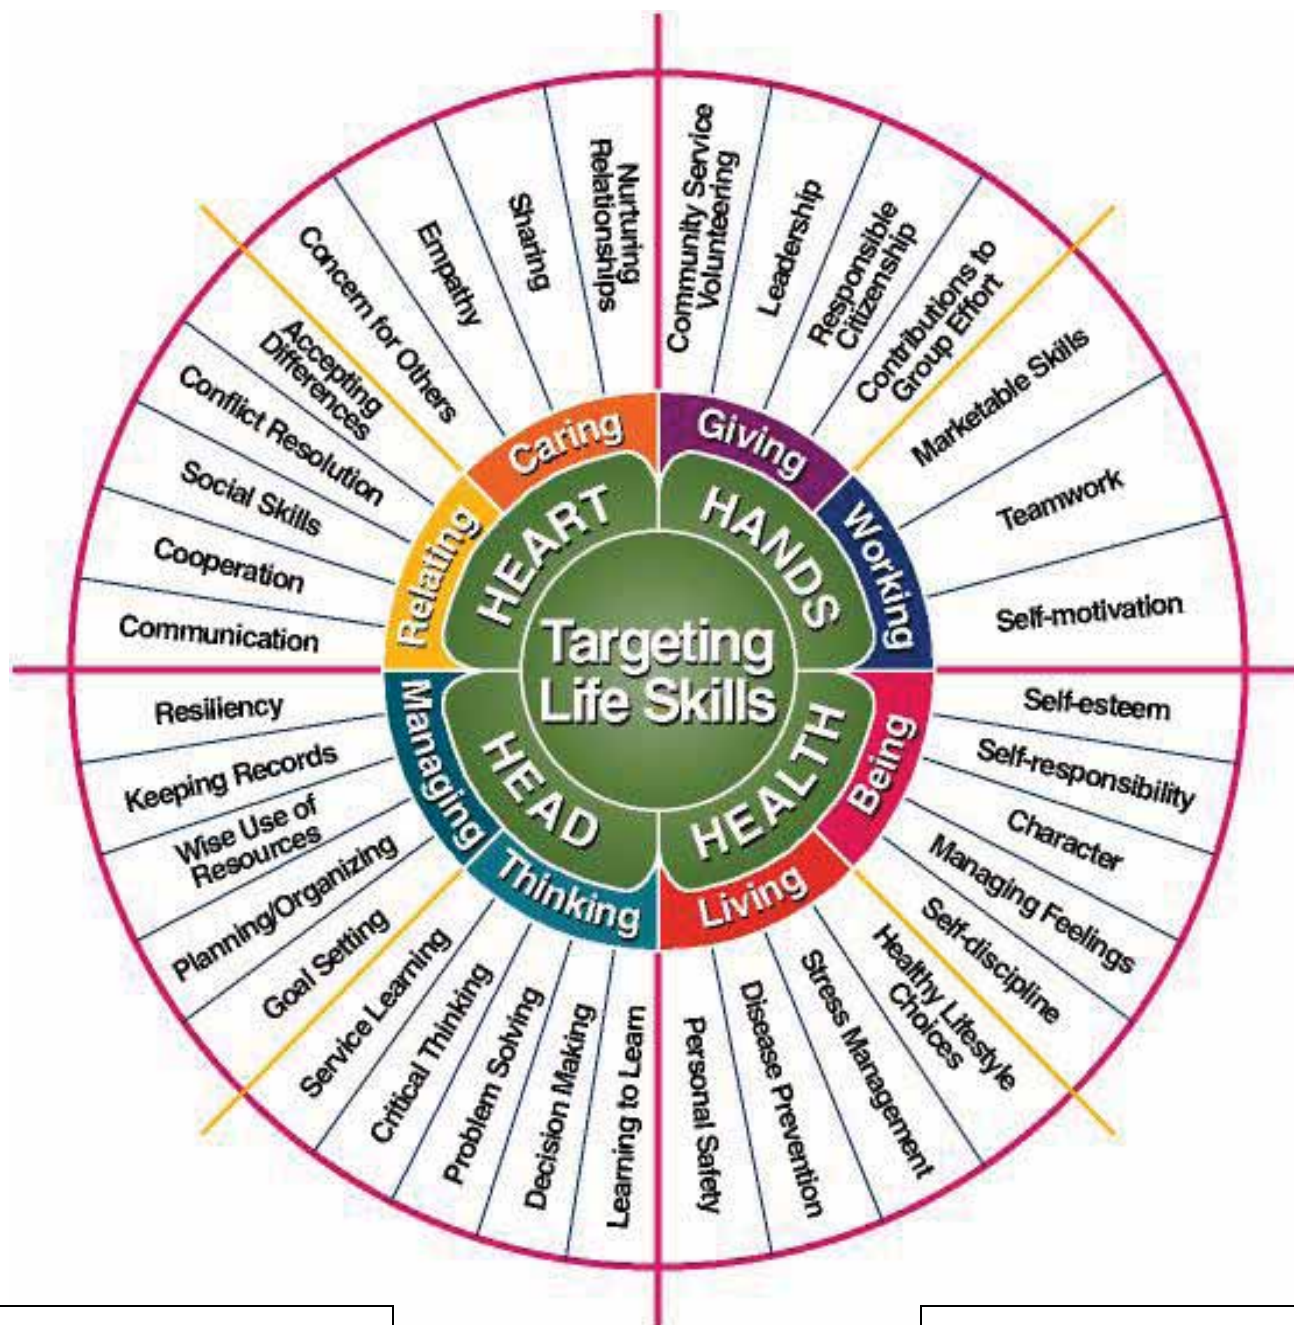 Targeting
Life Skills
HEART
Caring
Nurturing
Relationships
Sharing
Empathy
Concern for Others
Relating
Accepting
Differences
Conflict Resolution
Social Skills
Cooperation
Communication
HANDS
Giving
Community Service
Volunteering
Leadership
Responsible
Citizenship
Contributions to
Group Effort
Working
Marketable Skills
Teamwork
Self-motivation
HEALTH
Being
Self-esteem
Self-responsibility
Character
Managing Feelings
Self-discipline
Living
Healthy Lifestyle
Choices
Stress Management
Disease Prevention
Personal Safety
HEAD
Thinking
Learning to Learn
Decision Making
Problem Solving
Critical Thinking
Service Learning
Managing
Goal Setting
Planning/Organizing
Wise Use of
Resources
Keeping Records
Resiliency